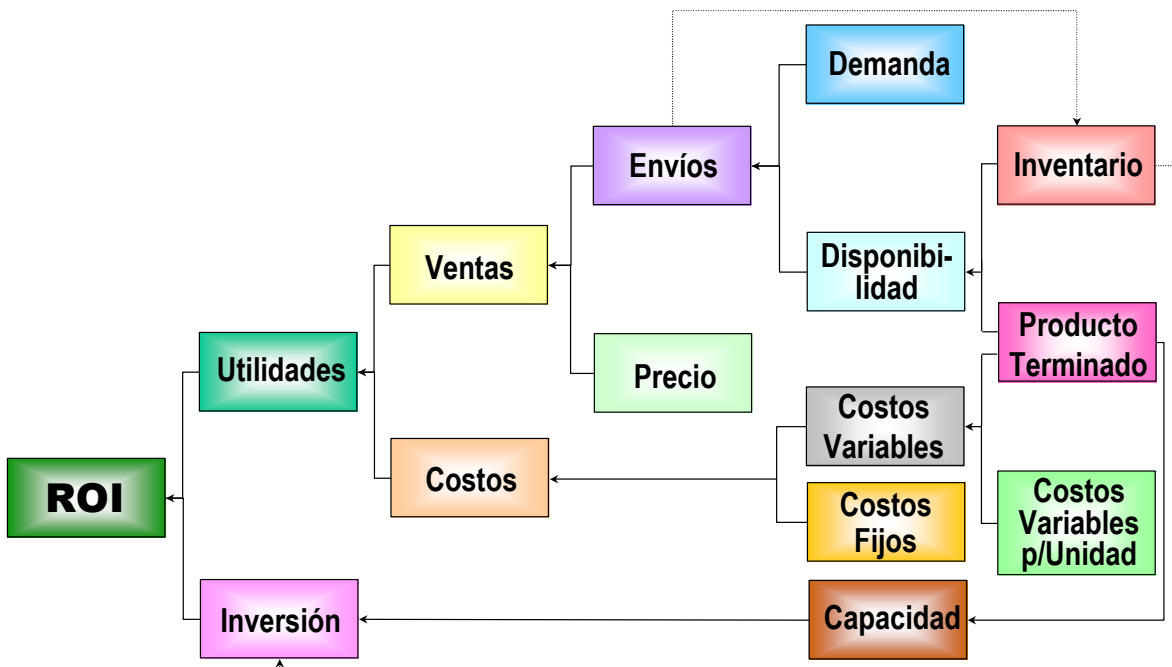 Demanda
Envíos
Inventario
Ventas
Disponibi-
lidad
Producto
Terminado
Utilidades
Precio
Costos
Variables
Costos
ROI
Costos
Fijos
Costos
Variables
p/Unidad
Inversión
Capacidad